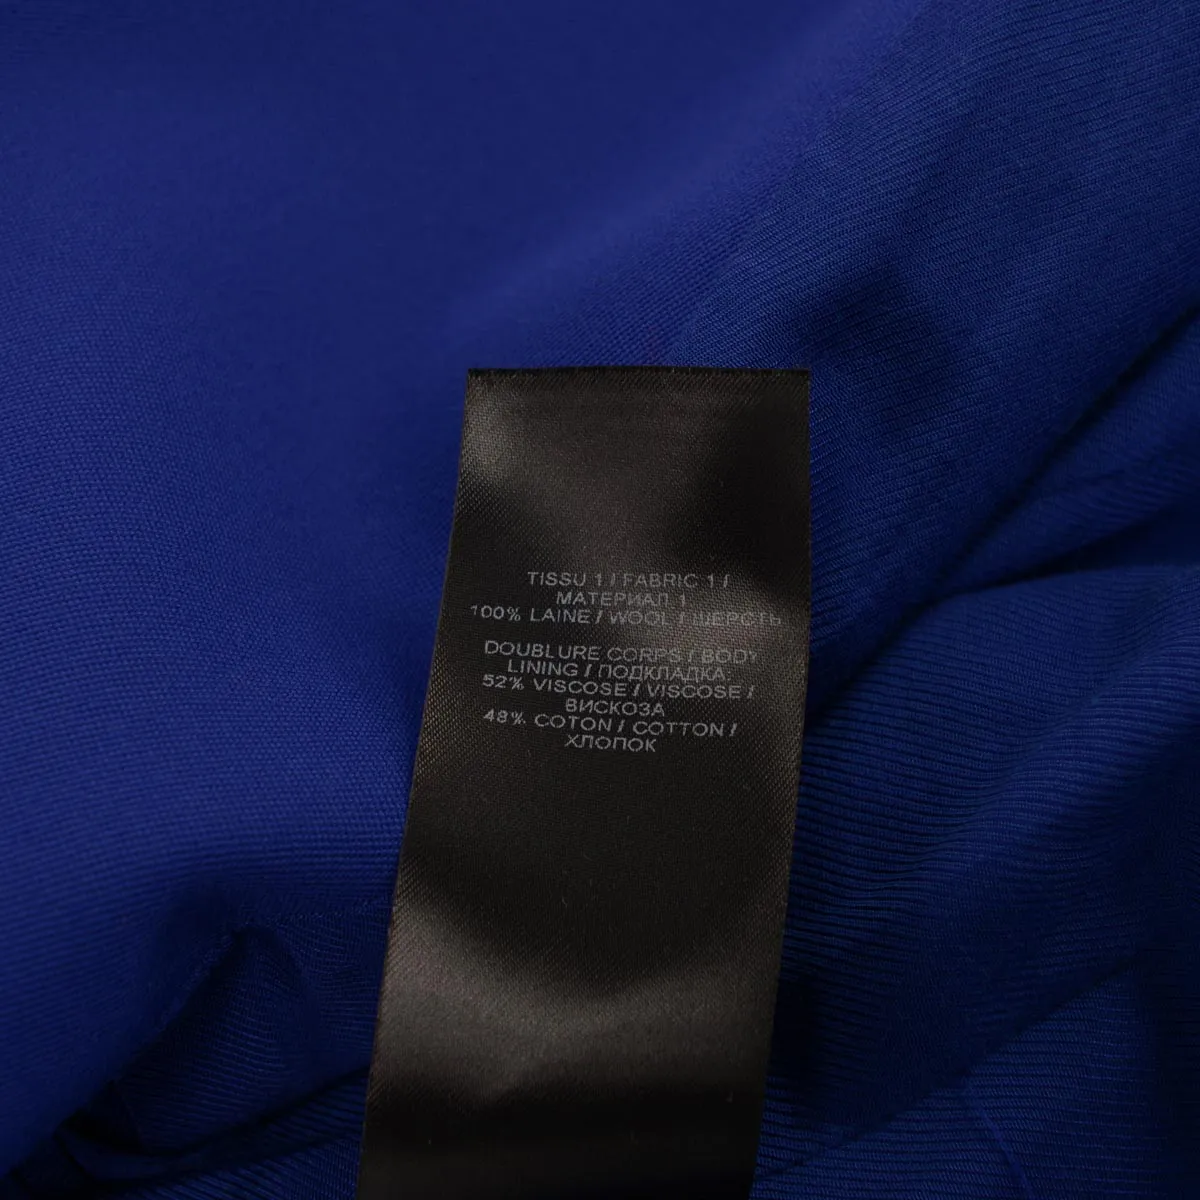 TISSU 1 / FABRIC 1 /
МАТЕРИАЛ 1
100% LAINE / WOOL / ШЕРСТЬ
DOUBLURE CORPS / BODY
LINING / ПОДКЛАДКА:
52% VISCOSE / VISCOSE /
ВИСКОЗА
48% COTON / COTTON /
ХЛОПОК